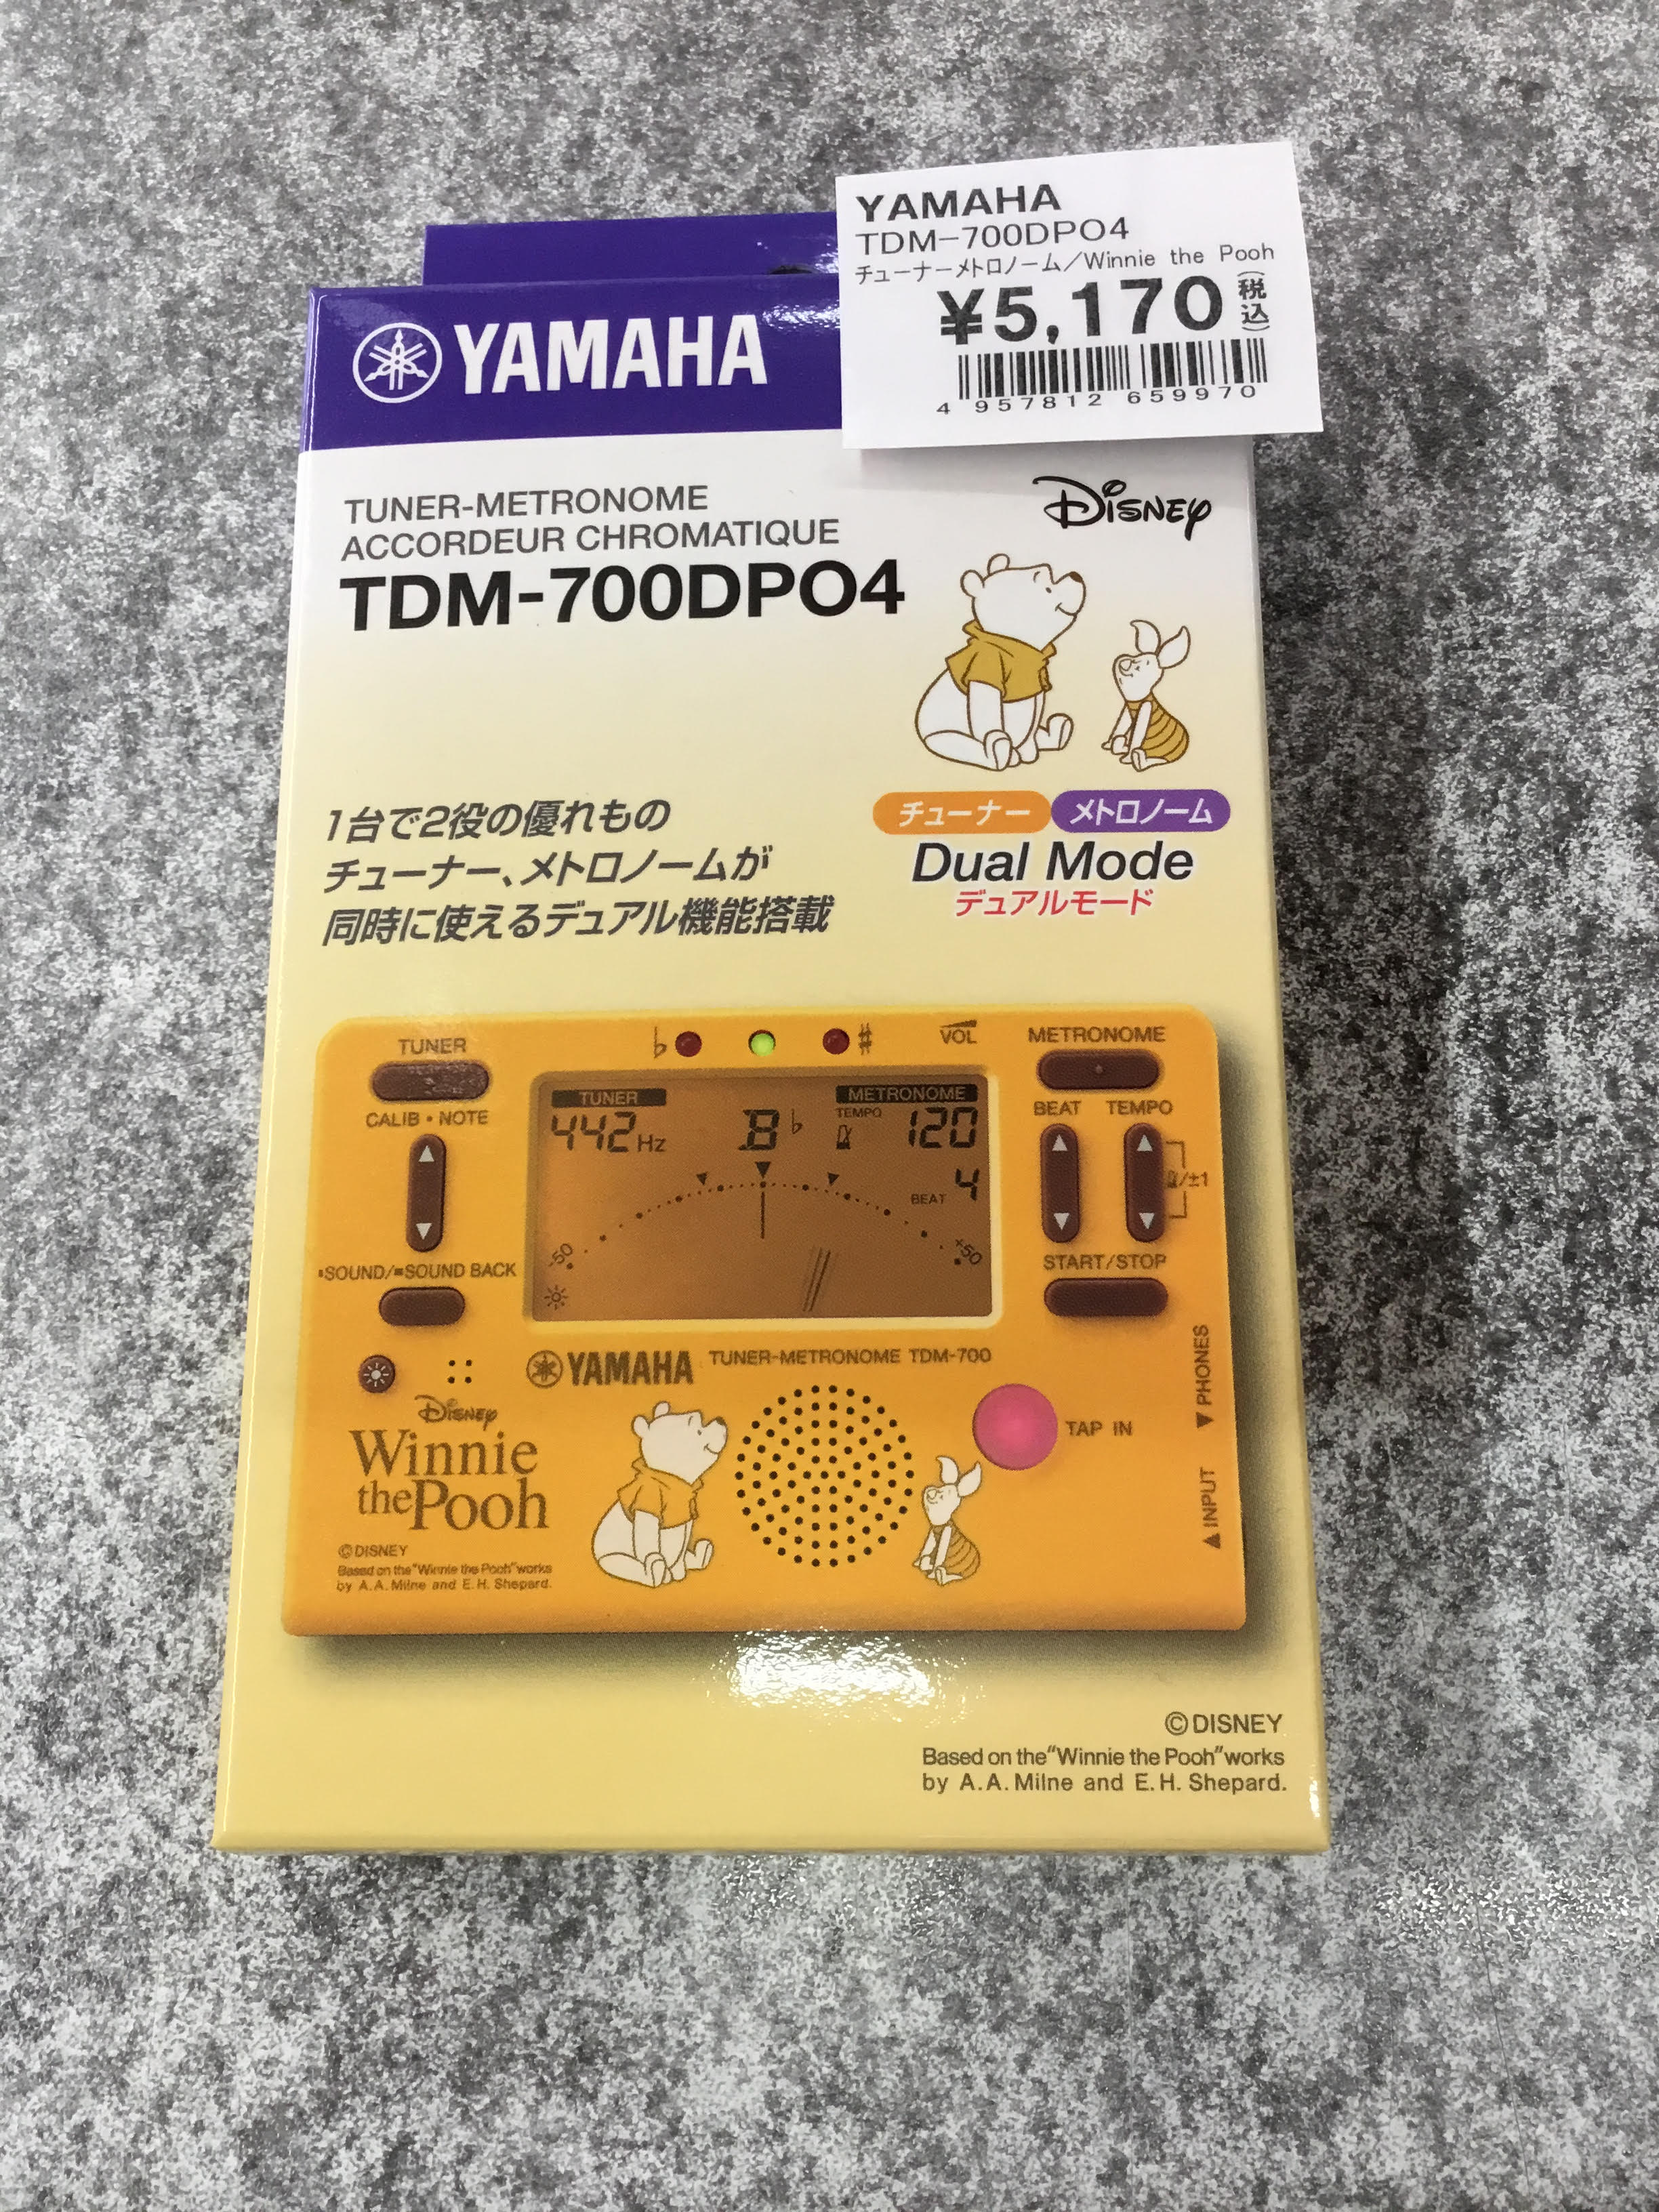 YAMAHA
TDM-700DPO4
チューナーメトロノーム/Winnie the Pooh
¥5,170(税込)
4 957812 659970
YAMAHA
TUNER-METRONOME
ACCORDEUR CHROMATIQUE
TDM-700DPO4
Disney
1台で2役の優れもの
チューナー、メトロノームが
同時に使えるデュアル機能搭載
チューナー メトロノーム
Dual Mode
デュアルモード
TUNER
♭ ♯ VOL
METRONOME
CALIB・NOTE
BEAT TEMPO
TUNER METRONOME
442Hz B♭ TEMPO 120
BEAT 4
-50 +50
/±1
SOUND/SOUND BACK
START/STOP
YAMAHA TUNER-METRONOME TDM-700
Disney
Winnie
the Pooh
TAP IN
PHONES
INPUT
©DISNEY
Based on the "Winnie the Pooh" works
by A.A. Milne and E.H. Shepard.
©DISNEY
Based on the "Winnie the Pooh" works
by A.A. Milne and E.H. Shepard.